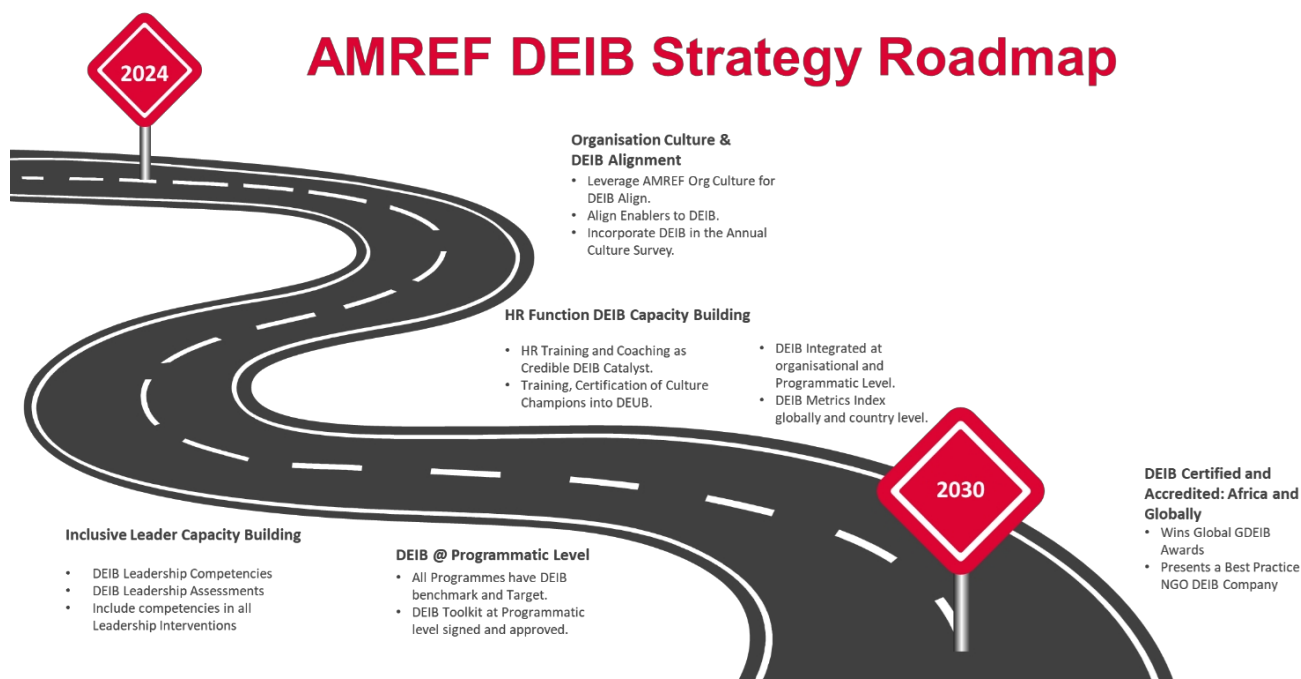 2024
AMREF DEIB Strategy Roadmap
Organisation Culture &
DEIB Alignment
• Leverage AMREF Org Culture for
DEIB Align.
• Align Enablers to DEIB.
• Incorporate DEIB in the Annual
Culture Survey.
HR Function DEIB Capacity Building
• HR Training and Coaching as
Credible DEIB Catalyst.
• Training, Certification of Culture
Champions into DEUB.
• DEIB Integrated at
organisational and
Programmatic Level.
• DEIB Metrics Index
globally and country level.
2030
DEIB Certified and
Accredited: Africa and
Globally
• Wins Global GDEIB
Awards
• Presents a Best Practice
NGO DEIB Company
Inclusive Leader Capacity Building
• DEIB Leadership Competencies
• DEIB Leadership Assessments
• Include competencies in all
Leadership Interventions
DEIB @ Programmatic Level
• All Programmes have DEIB
benchmark and Target.
• DEIB Toolkit at Programmatic
level signed and approved.